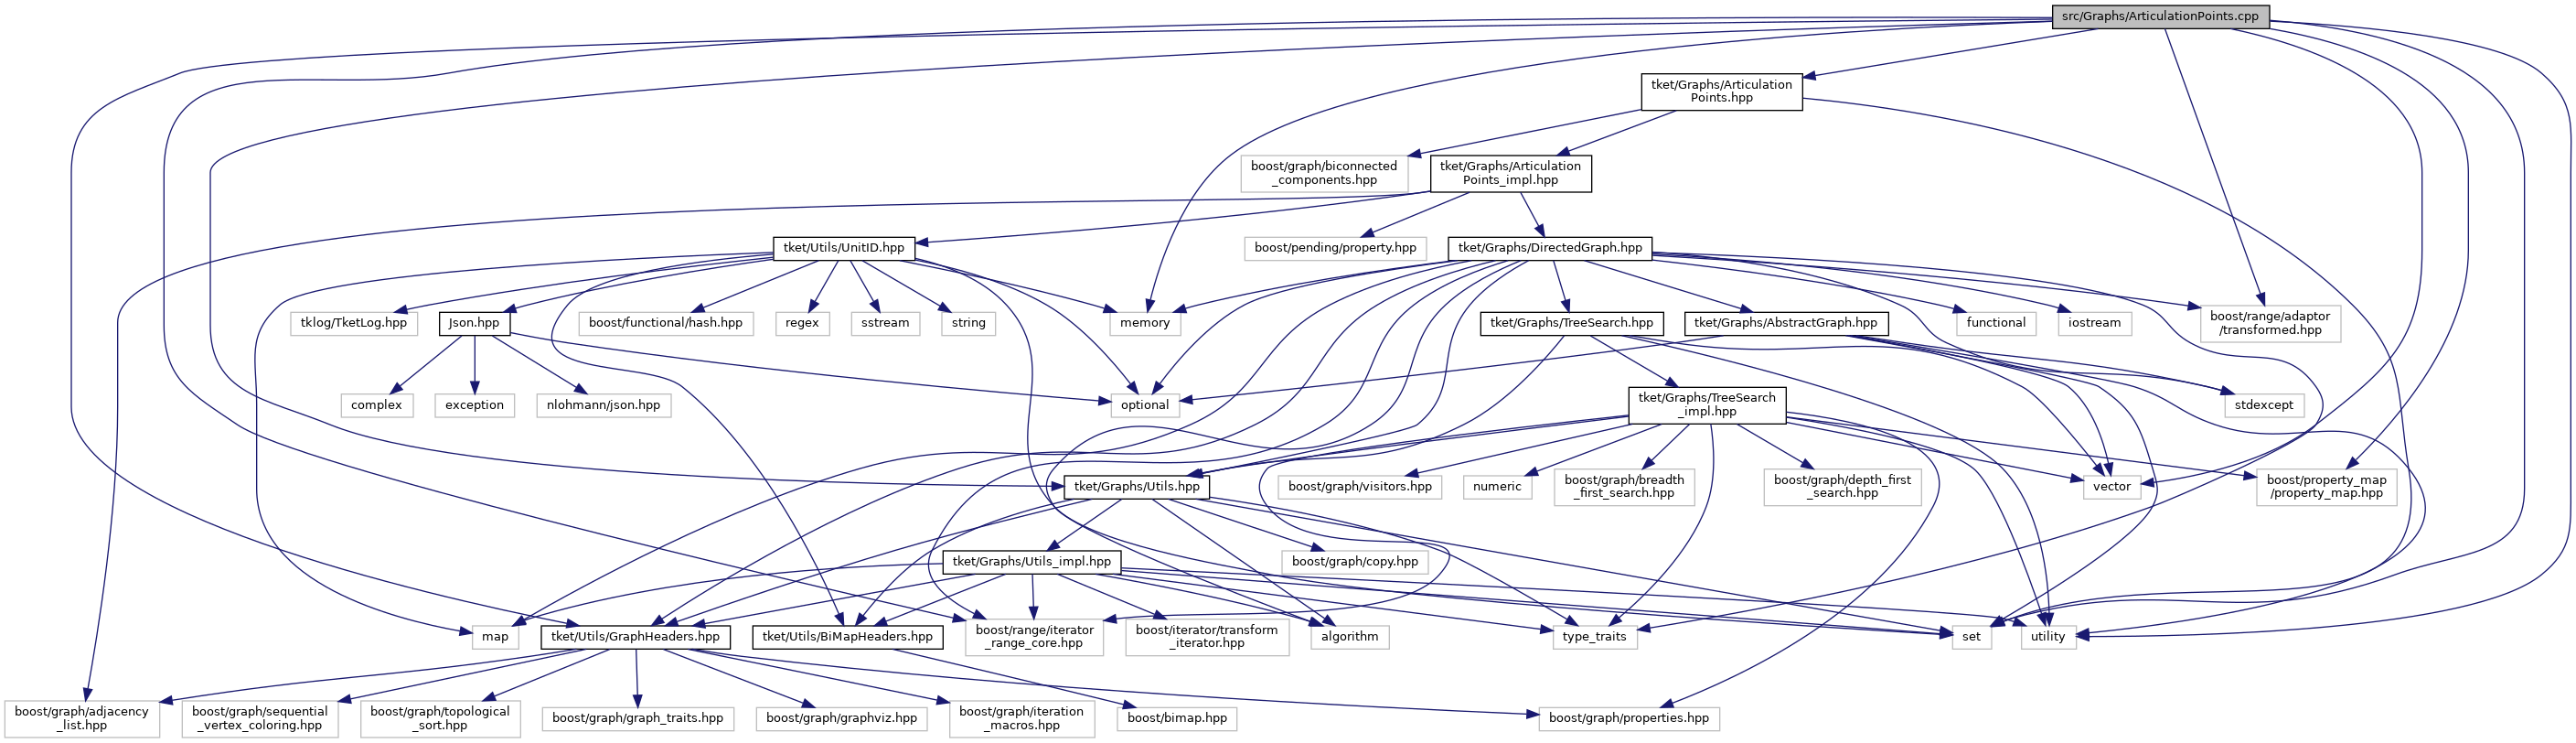 src/Graphs/ArticulationPoints.cpp
tket/Graphs/Articulation
Points.hpp
boost/graph/biconnected
_components.hpp
tket/Graphs/Articulation
Points_impl.hpp
tket/Utils/UnitID.hpp
boost/pending/property.hpp
tket/Graphs/DirectedGraph.hpp
tklog/TketLog.hpp
Json.hpp
boost/functional/hash.hpp
regex
sstream
string
memory
tket/Graphs/TreeSearch.hpp
tket/Graphs/AbstractGraph.hpp
functional
iostream
boost/range/adaptor
/transformed.hpp
complex
exception
nlohmann/json.hpp
optional
tket/Graphs/TreeSearch
_impl.hpp
stdexcept
tket/Graphs/Utils.hpp
boost/graph/visitors.hpp
numeric
boost/graph/breadth
_first_search.hpp
boost/graph/depth_first
_search.hpp
vector
boost/property_map
/property_map.hpp
tket/Graphs/Utils_impl.hpp
boost/graph/copy.hpp
map
tket/Utils/GraphHeaders.hpp
tket/Utils/BiMapHeaders.hpp
boost/range/iterator
_range_core.hpp
boost/iterator/transform
_iterator.hpp
algorithm
type_traits
set
utility
boost/graph/adjacency
_list.hpp
boost/graph/sequential
_vertex_coloring.hpp
boost/graph/topological
_sort.hpp
boost/graph/graph_traits.hpp
boost/graph/graphviz.hpp
boost/graph/iteration
_macros.hpp
boost/bimap.hpp
boost/graph/properties.hpp